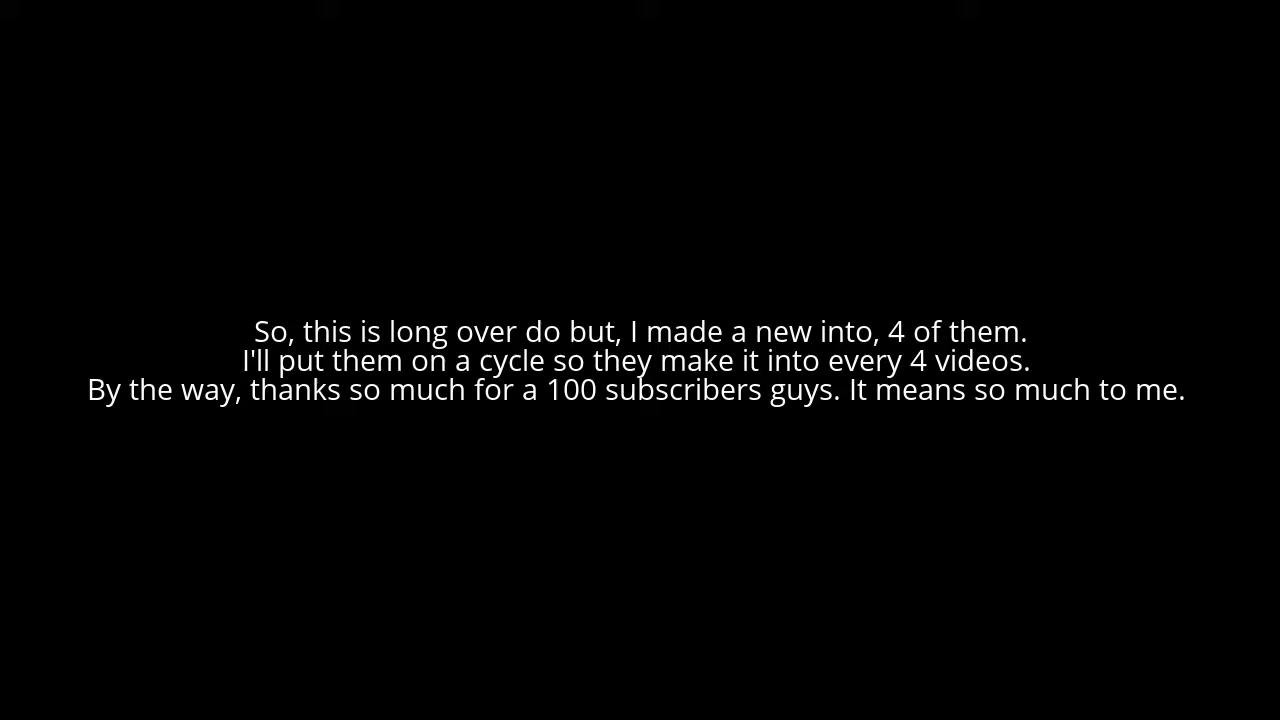 So, this is long over do but, I made a new into, 4 of them.
I'll put them on a cycle so they make it into every 4 videos.
By the way, thanks so much for a 100 subscribers guys. It means so much to me.